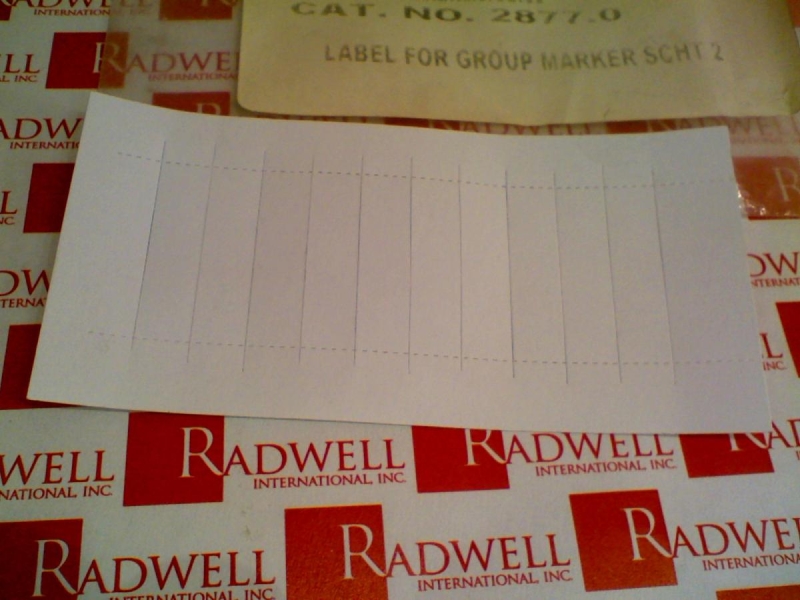 CAT. NO. 2877.0
LABEL FOR GROUP MARKER SCHT 2
RADWELL
INTERNATIONAL, INC.
RADWELL
INTERNATIONAL, INC.
RADWELL
INTERNATIONAL, INC
RADWELL
INTERNATIONAL, INC
RADWELL
INTERNATIONAL, INC